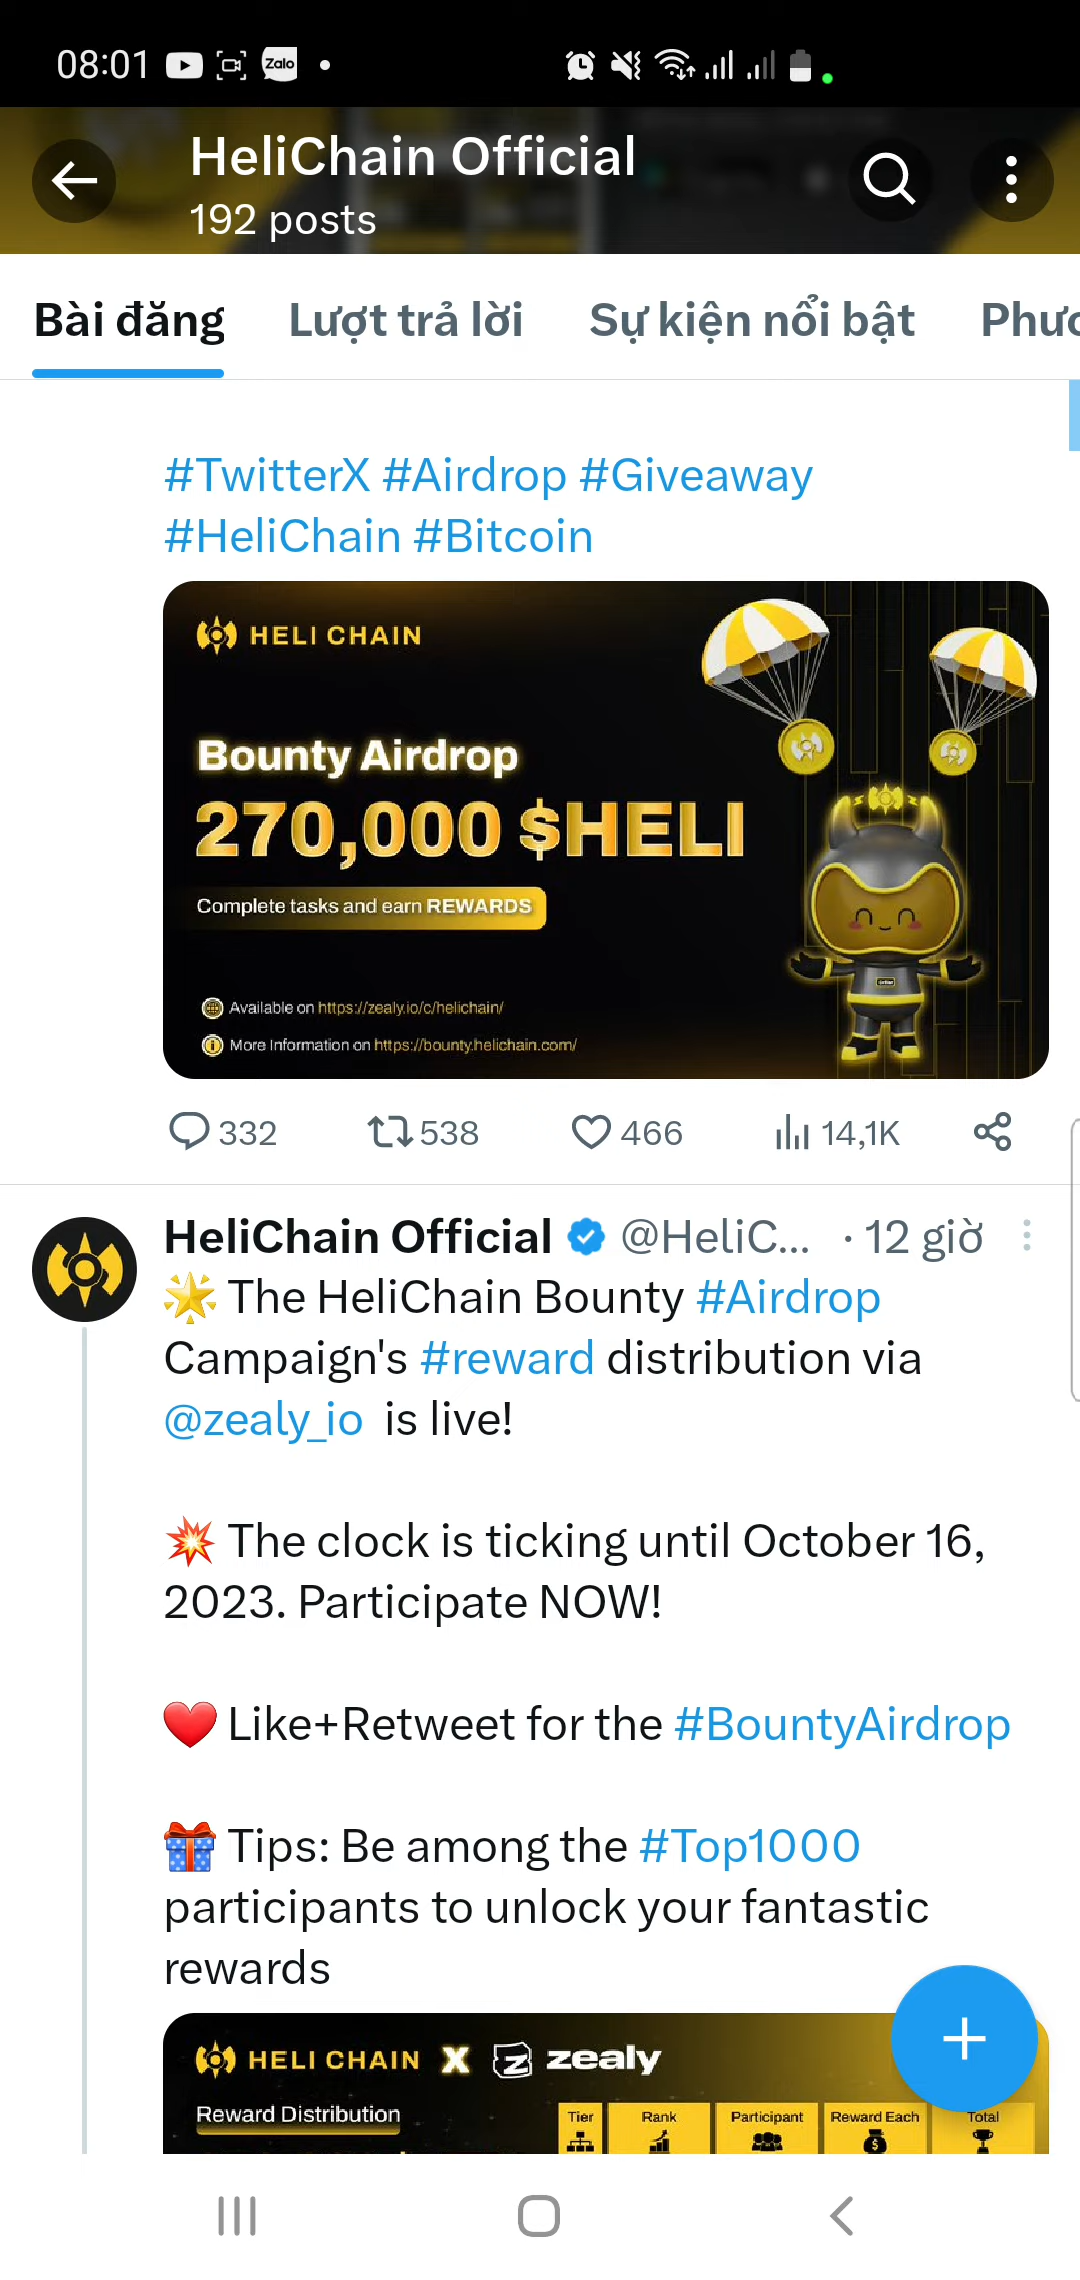 08:01
Zalo
HeliChain Official
192 posts
Bài đăng
Lượt trả lời
Sự kiện nổi bật
#TwitterX #Airdrop #Giveaway
#HeliChain #Bitcoin
HELI CHAIN
Bounty Airdrop
270,000 $HELI
Complete tasks and earn REWARDS
Available on https://zealy.io/c/helichain/
More Information on https://bounty.helichain.com/
332
538
466
14,1K
HeliChain Official @HeliC... · 12 giờ
🌟 The HeliChain Bounty #Airdrop
Campaign's #reward distribution via
@zealy_io is live!
💥 The clock is ticking until October 16,
2023. Participate NOW!
❤️ Like+Retweet for the #BountyAirdrop
🎁 Tips: Be among the #Top1000
participants to unlock your fantastic
rewards
HELI CHAIN X zealy
Reward Distribution
Tier
Rank
Participant
Reward Each
Total